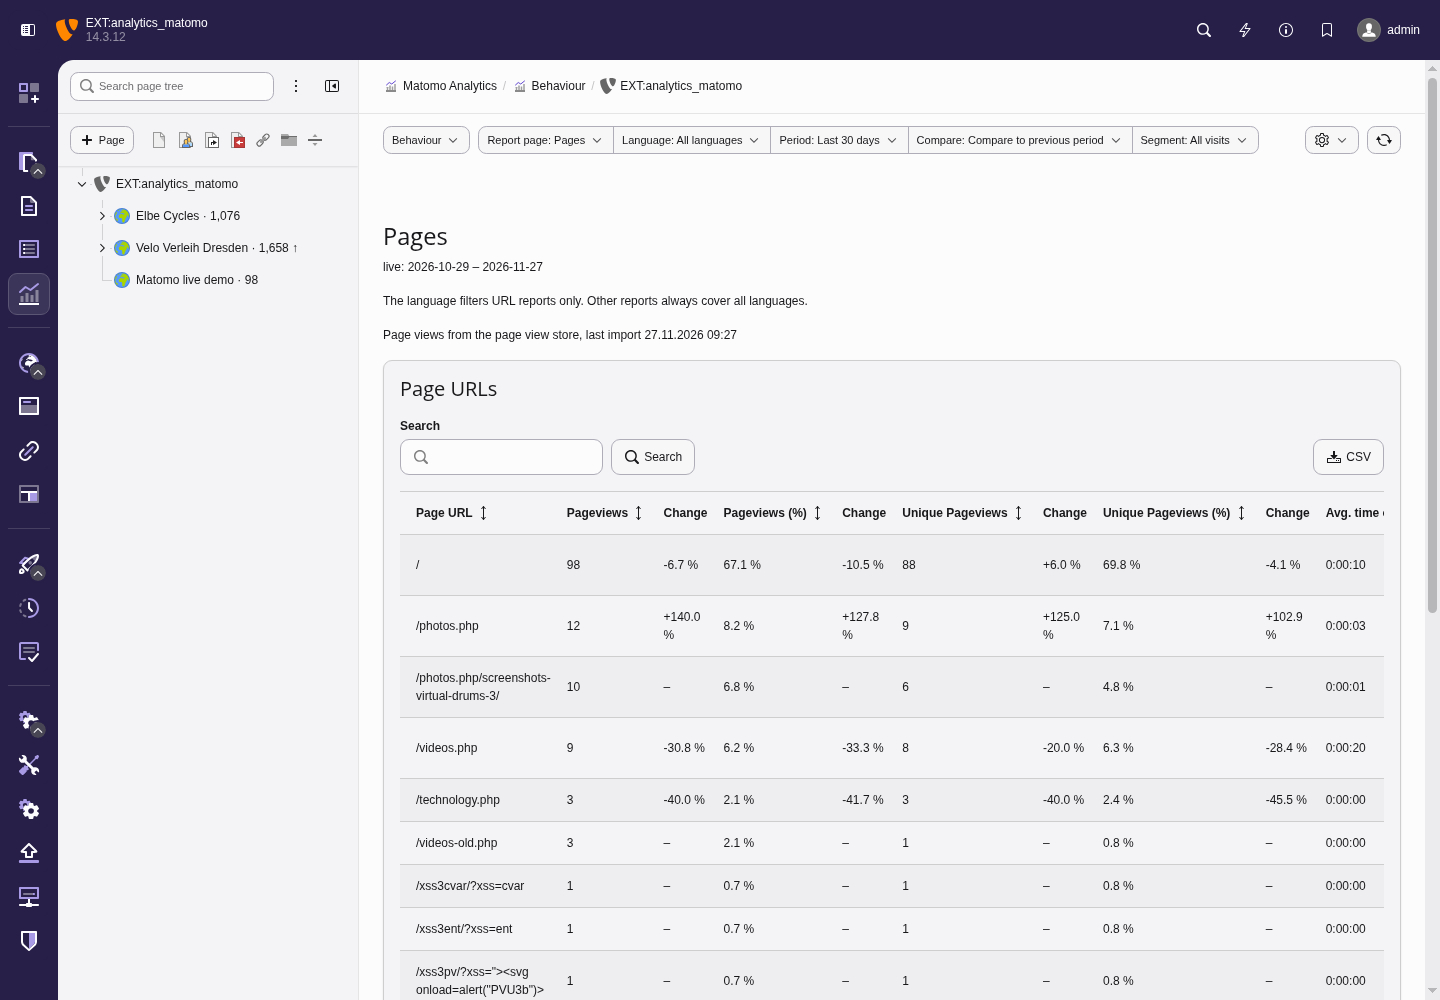 EXT:analytics_matomo
14.3.12
admin
Search page tree
Matomo Analytics / Behaviour / EXT:analytics_matomo
Page
Behaviour
Report page: Pages
Language: All languages
Period: Last 30 days
Compare: Compare to previous period
Segment: All visits
EXT:analytics_matomo
Elbe Cycles · 1,076
Velo Verleih Dresden · 1,658 ↑
Matomo live demo · 98
Pages
live: 2026-10-29 – 2026-11-27
The language filters URL reports only. Other reports always cover all languages.
Page views from the page view store, last import 27.11.2026 09:27
Page URLs
Search
Search
CSV
Page URL Pageviews Change Pageviews (%) Change Unique Pageviews Change Unique Pageviews (%) Change Avg. time
/ 98 -6.7 % 67.1 % -10.5 % 88 +6.0 % 69.8 % -4.1 % 0:00:10
/photos.php 12 +140.0 % 8.2 % +127.8 % 9 +125.0 % 7.1 % +102.9 % 0:00:03
/photos.php/screenshots-
virtual-drums-3/ 10 – 6.8 % – 6 – 4.8 % – 0:00:01
/videos.php 9 -30.8 % 6.2 % -33.3 % 8 -20.0 % 6.3 % -28.4 % 0:00:20
/technology.php 3 -40.0 % 2.1 % -41.7 % 3 -40.0 % 2.4 % -45.5 % 0:00:00
/videos-old.php 3 – 2.1 % – 1 – 0.8 % – 0:00:00
/xss3cvar/?xss=cvar 1 – 0.7 % – 1 – 0.8 % – 0:00:00
/xss3ent/?xss=ent 1 – 0.7 % – 1 – 0.8 % – 0:00:00
/xss3pv/?xss="><svg
onload=alert("PVU3b")> 1 – 0.7 % – 1 – 0.8 % – 0:00:00